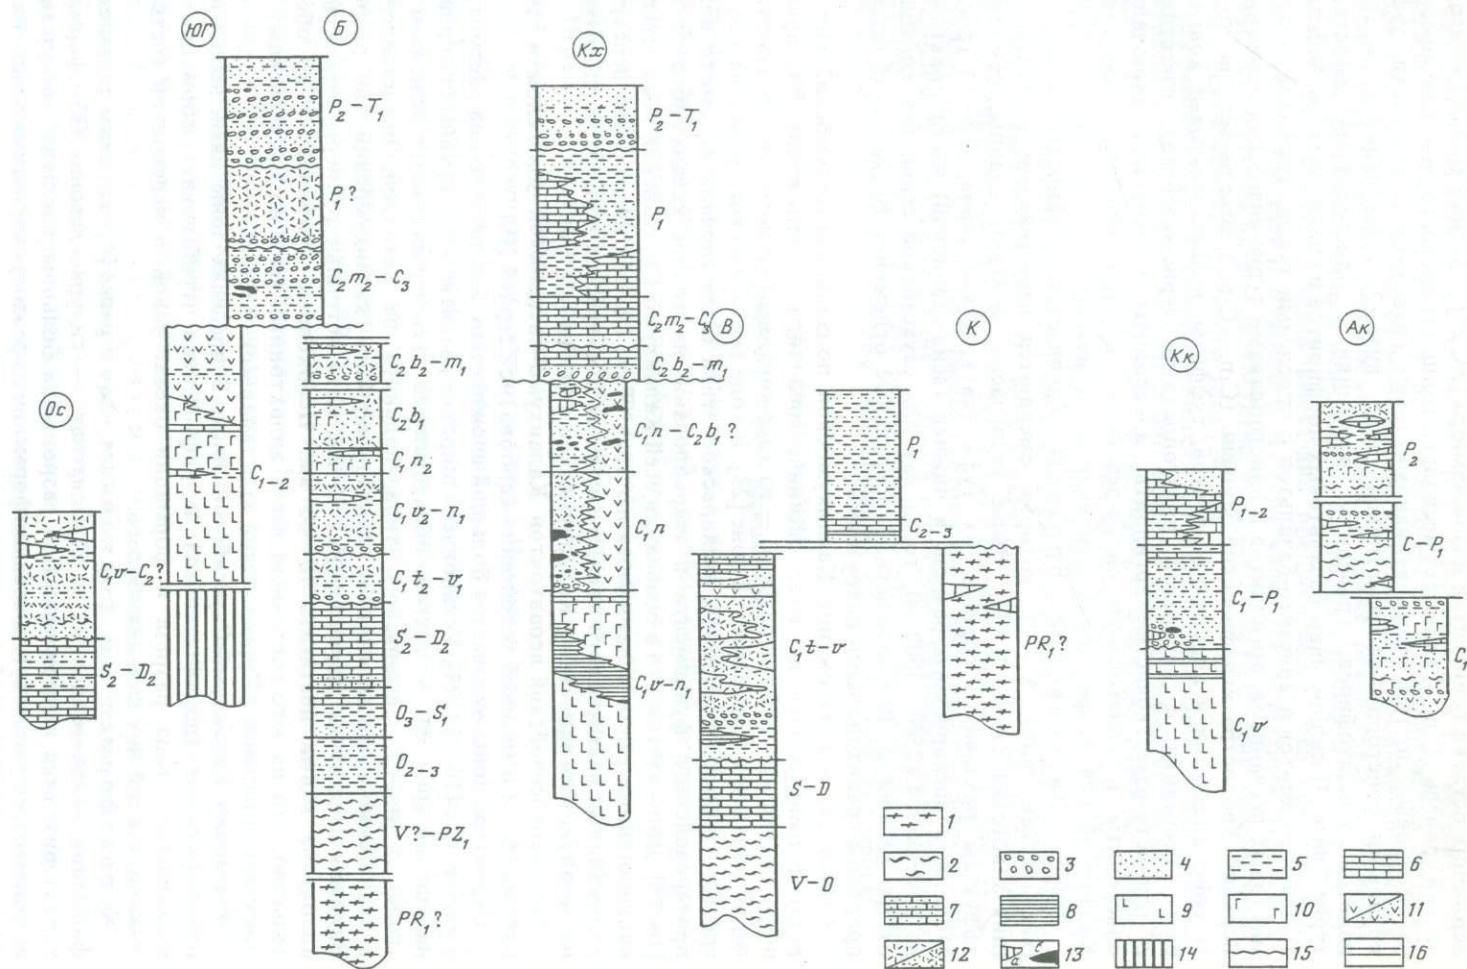 ЮГ
Б
P₂–T₁
P₁?
C₂m₂–C₃
C₂b₂–m₁
C₂b₁
C₁n₂
C₁v₂–n₁
C₁t₂–v₁
S₂–D₂
O₃–S₁
O₂₋₃
V?–PZ₁
PR₁?
C₁₋₂
Ос
C₁v–C₂?
S₂–D₂
Кх
P₂–T₁
P₁
C₂m₂–C₃
C₂b₂–m₁
C₁n–C₂b₁?
C₁n
C₁v–n₁
В
C₁t–v
S–D
V–O
К
P₁
C₂₋₃
PR₁?
Кк
P₁₋₂
C₁–P₁
C₁v
Ак
P₂
C–P₁
C₁
1
2
3
4
5
6
7
8
9
10
11
12
a
б
13
14
15
16